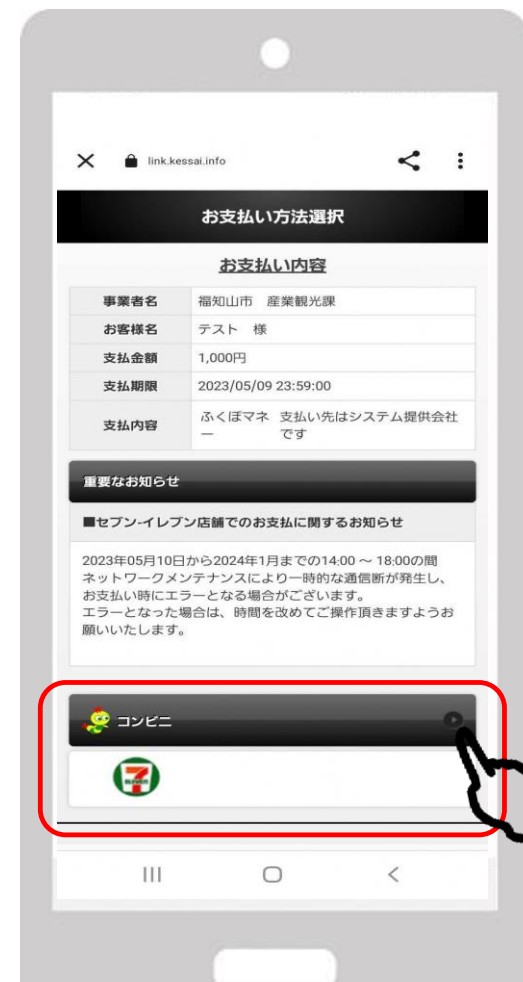 link.kessai.info
お支払い方法選択
お支払い内容
事業者名 福知山市 産業観光課
お客様名 テスト 様
支払金額 1,000円
支払期限 2023/05/09 23:59:00
支払内容 ふくぽマネー 支払い先はシステム提供会社です
重要なお知らせ
■セブン-イレブン店舗でのお支払に関するお知らせ
2023年05月10日から2024年1月までの14:00 ~ 18:00の間
ネットワークメンテナンスにより一時的な通信断が発生し、
お支払い時にエラーとなる場合がございます。
エラーとなった場合は、時間を改めてご操作頂きますようお
願いいたします。
コンビニ
7
ELEVEN